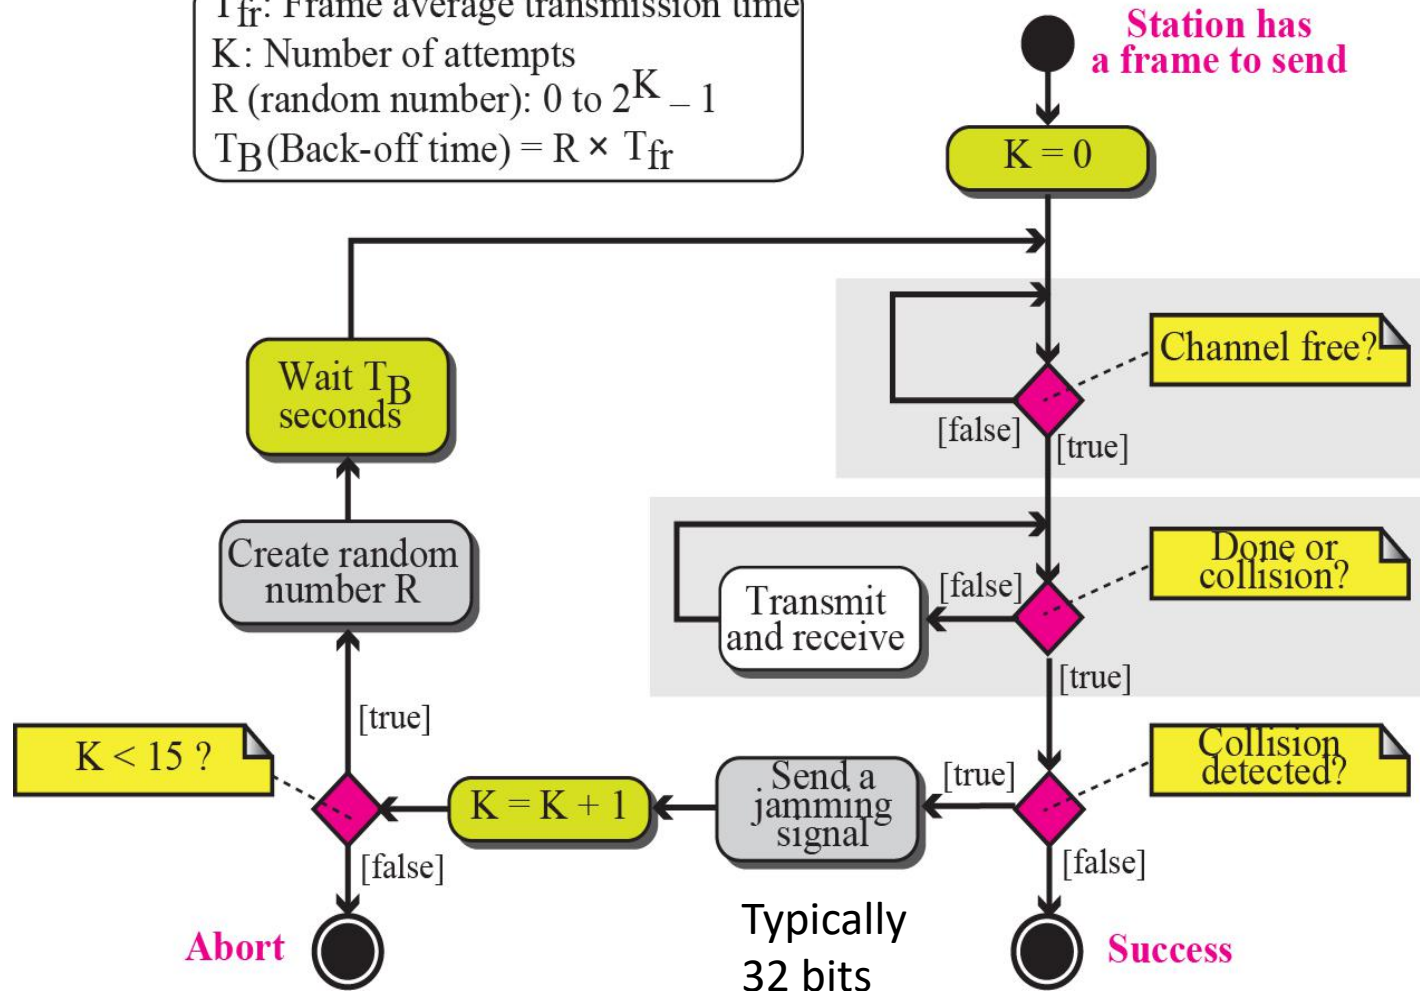 Tfr: Frame average transmission time
K: Number of attempts
R (random number): 0 to 2^K – 1
TB (Back-off time) = R × Tfr
Station has
a frame to send
K = 0
Channel free?
[false]
[true]
Wait TB
seconds
Create random
number R
Done or
collision?
[false]
Transmit
and receive
[true]
[true]
K < 15 ?
Collision
detected?
[true]
Send a
jamming
signal
K = K + 1
[false]
[false]
Typically
32 bits
Abort
Success